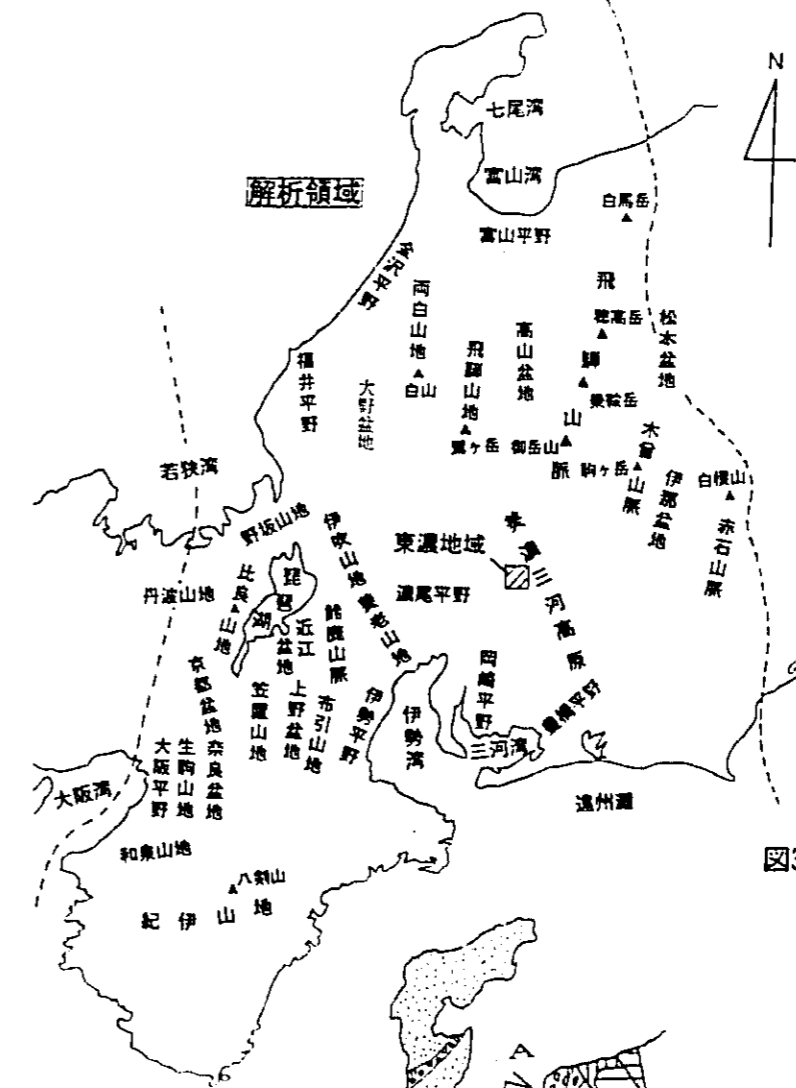 N
七尾湾
富山湾
解析領域
白馬岳
富山平野
金沢平野
飛騨山脈
両白山地
穂高岳
松本盆地
高山盆地
飛騨山地
福井平野
大野盆地
白山
乗鞍岳
鷲ヶ岳
御岳山
駒ヶ岳
木曽山脈
伊那盆地
白根山
赤石山脈
若狭湾
野坂山地
伊吹山地
東濃地域
美濃三河高原
丹波山地
比良山地
琵琶湖
近江盆地
鈴鹿山脈
養老山地
濃尾平野
岡崎平野
豊橋平野
京都盆地
笠置山地
上野盆地
布引山地
伊勢平野
伊勢湾
三河湾
大阪平野
生駒山地
奈良盆地
大阪湾
遠州灘
和泉山地
八剣山
紀伊山地
図3
A